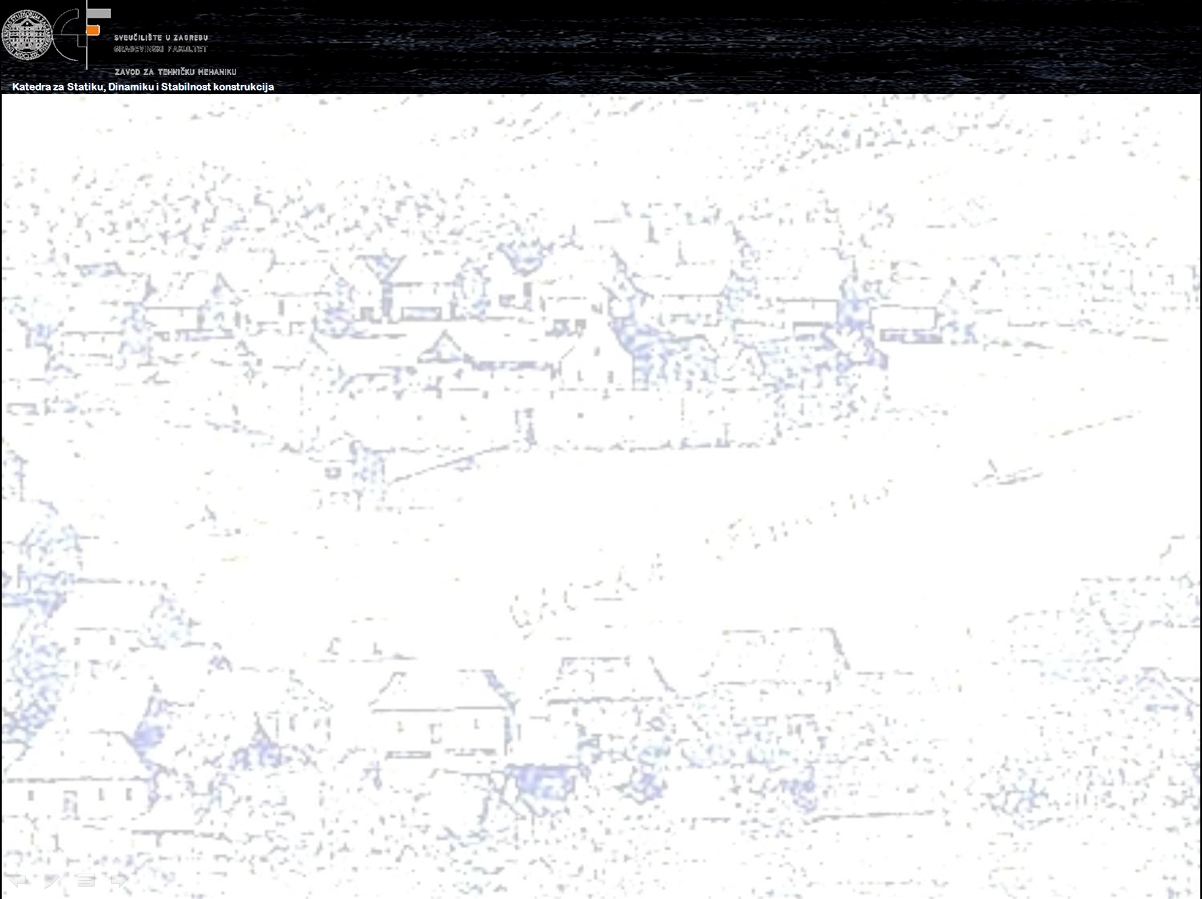 SVEUČILIŠTE U ZAGREBU
GRAĐEVINSKI FAKULTET
ZAVOD ZA TEHNIČKU MEHANIKU
Katedra za Statiku, Dinamiku i Stabilnost konstrukcija